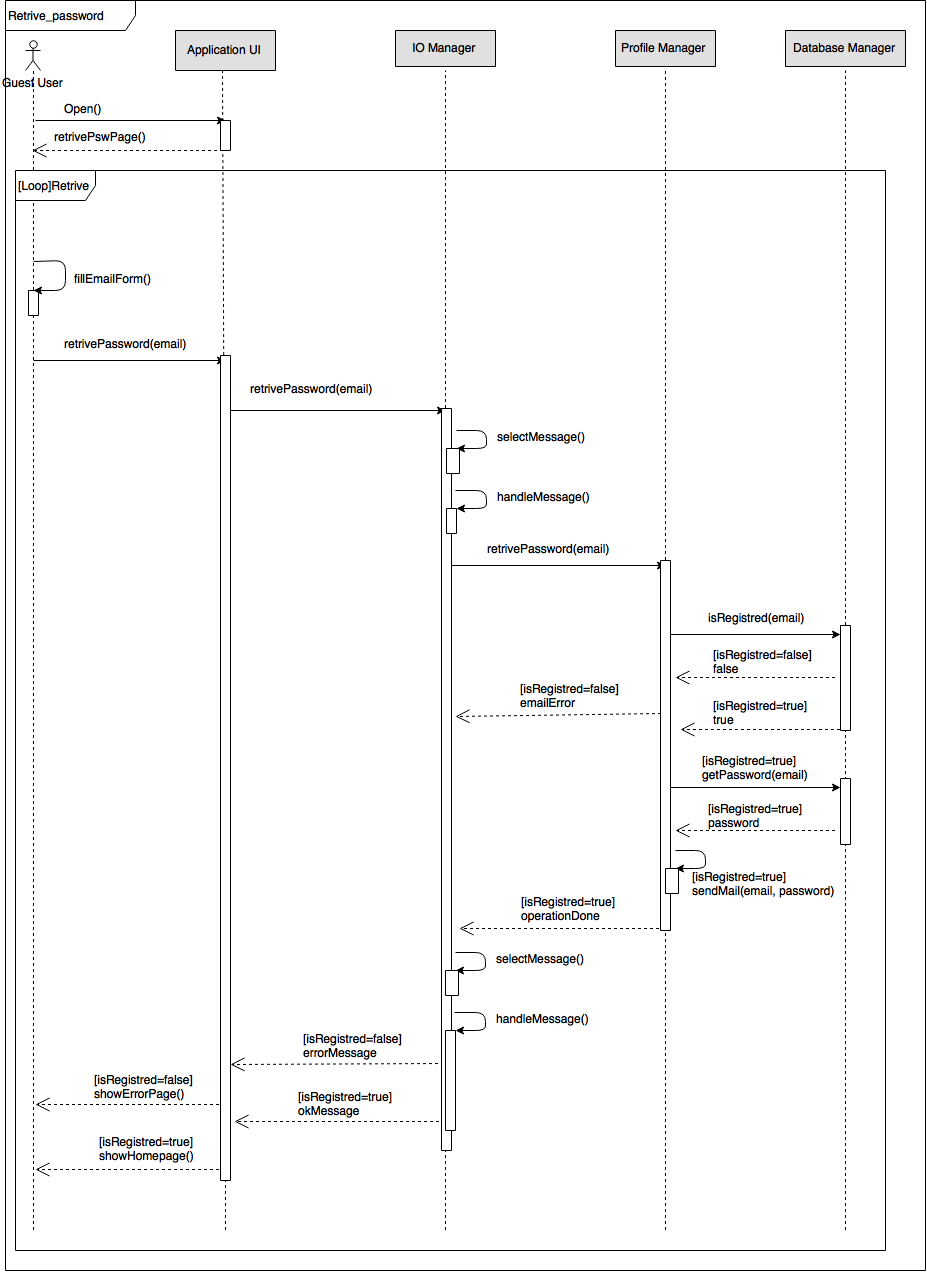 Retrive_password
Application UI
IO Manager
Profile Manager
Database Manager
Guest User
Open()
retrivePswPage()
[Loop]Retrive
fillEmailForm()
retrivePassword(email)
retrivePassword(email)
selectMessage()
handleMessage()
retrivePassword(email)
isRegistred(email)
[isRegistred=false]
false
[isRegistred=false]
emailError
[isRegistred=true]
true
[isRegistred=true]
getPassword(email)
[isRegistred=true]
password
[isRegistred=true]
sendMail(email, password)
[isRegistred=true]
operationDone
selectMessage()
handleMessage()
[isRegistred=false]
errorMessage
[isRegistred=false]
showErrorPage()
[isRegistred=true]
okMessage
[isRegistred=true]
showHomepage()